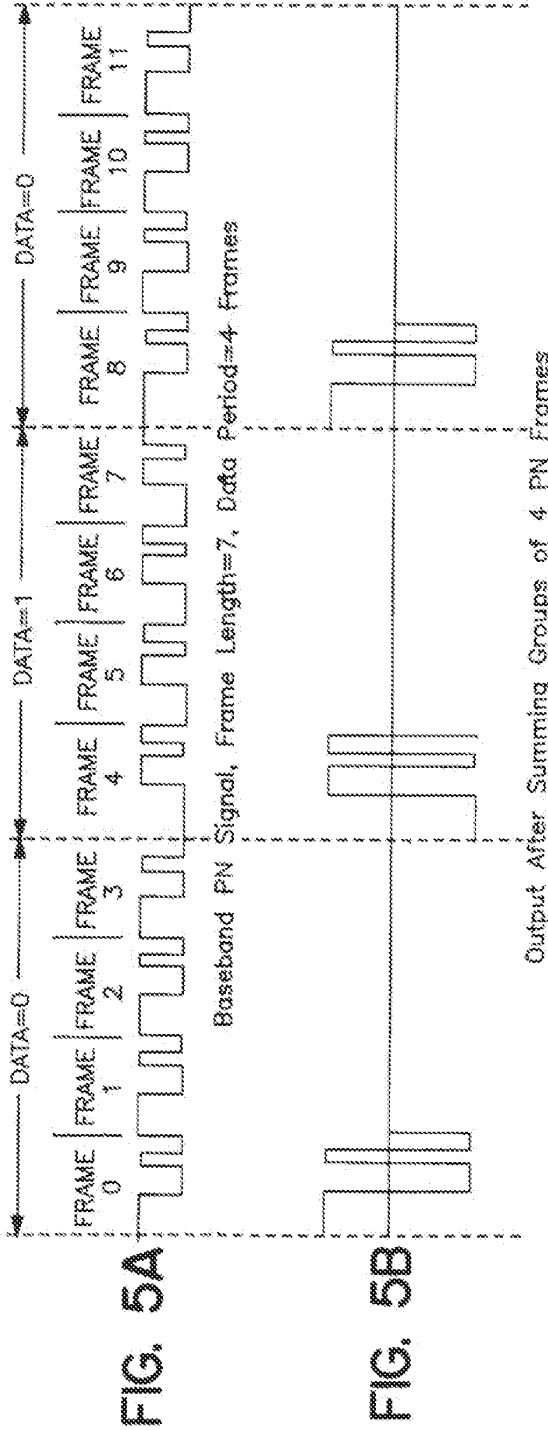 DATA=0 DATA=1 DATA=0
FRAME 0 FRAME 1 FRAME 2 FRAME 3 FRAME 4 FRAME 5 FRAME 6 FRAME 7 FRAME 8 FRAME 9 FRAME 10 FRAME 11
FIG. 5A
Baseband PN Signal, Frame Length=7, Data Period=4 Frames
FIG. 5B
Output After Summing Groups of 4 PN Frames